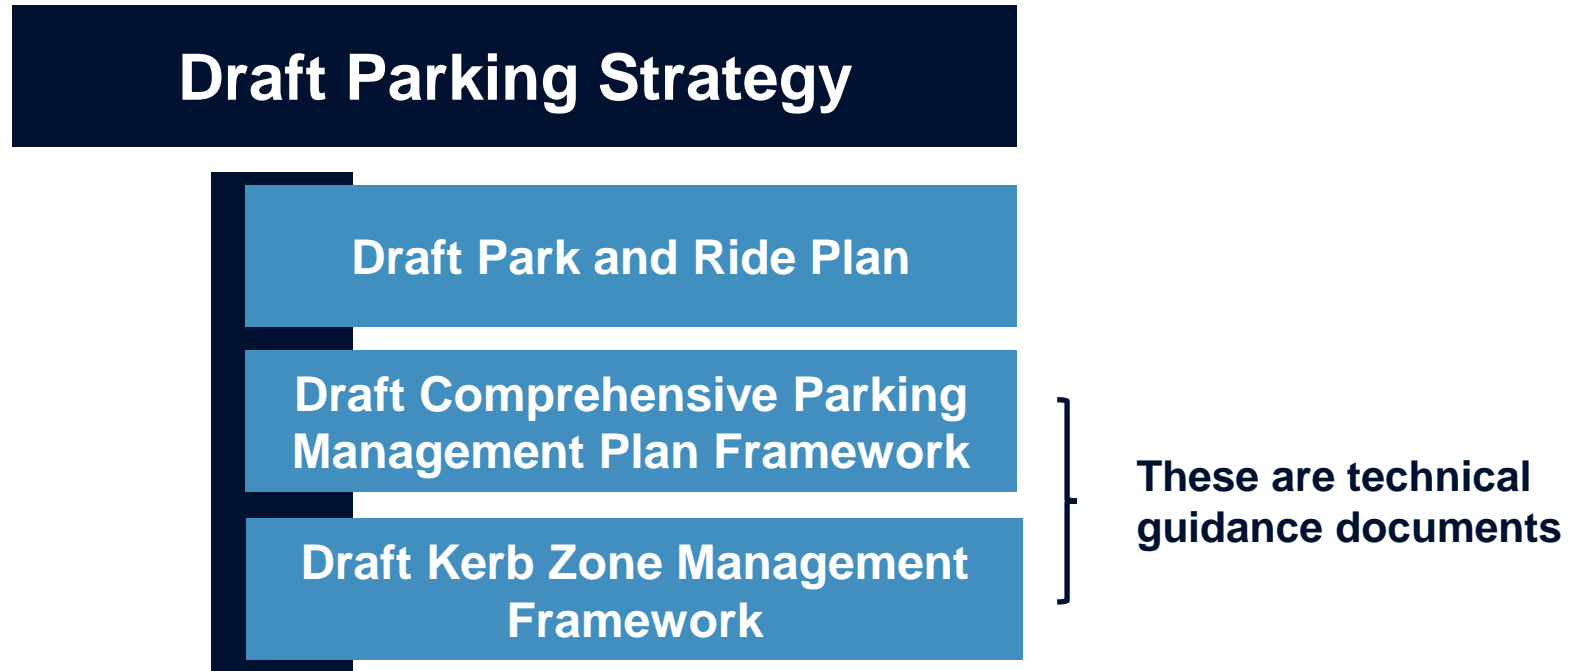 Draft Parking Strategy
Draft Park and Ride Plan
Draft Comprehensive Parking
Management Plan Framework
Draft Kerb Zone Management
Framework
These are technical
guidance documents